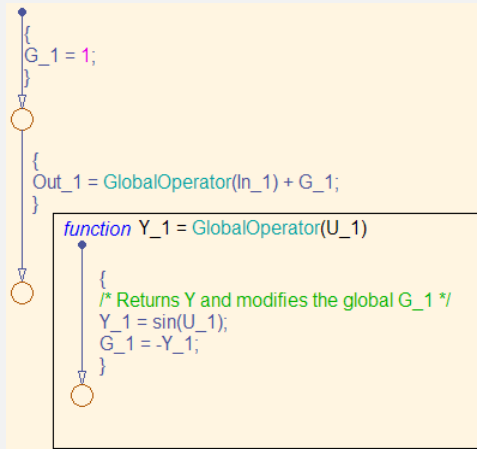 {
G_1 = 1;
}
{
Out_1 = GlobalOperator(In_1) + G_1;
}
function Y_1 = GlobalOperator(U_1)
{
/* Returns Y and modifies the global G_1 */
Y_1 = sin(U_1);
G_1 = -Y_1;
}